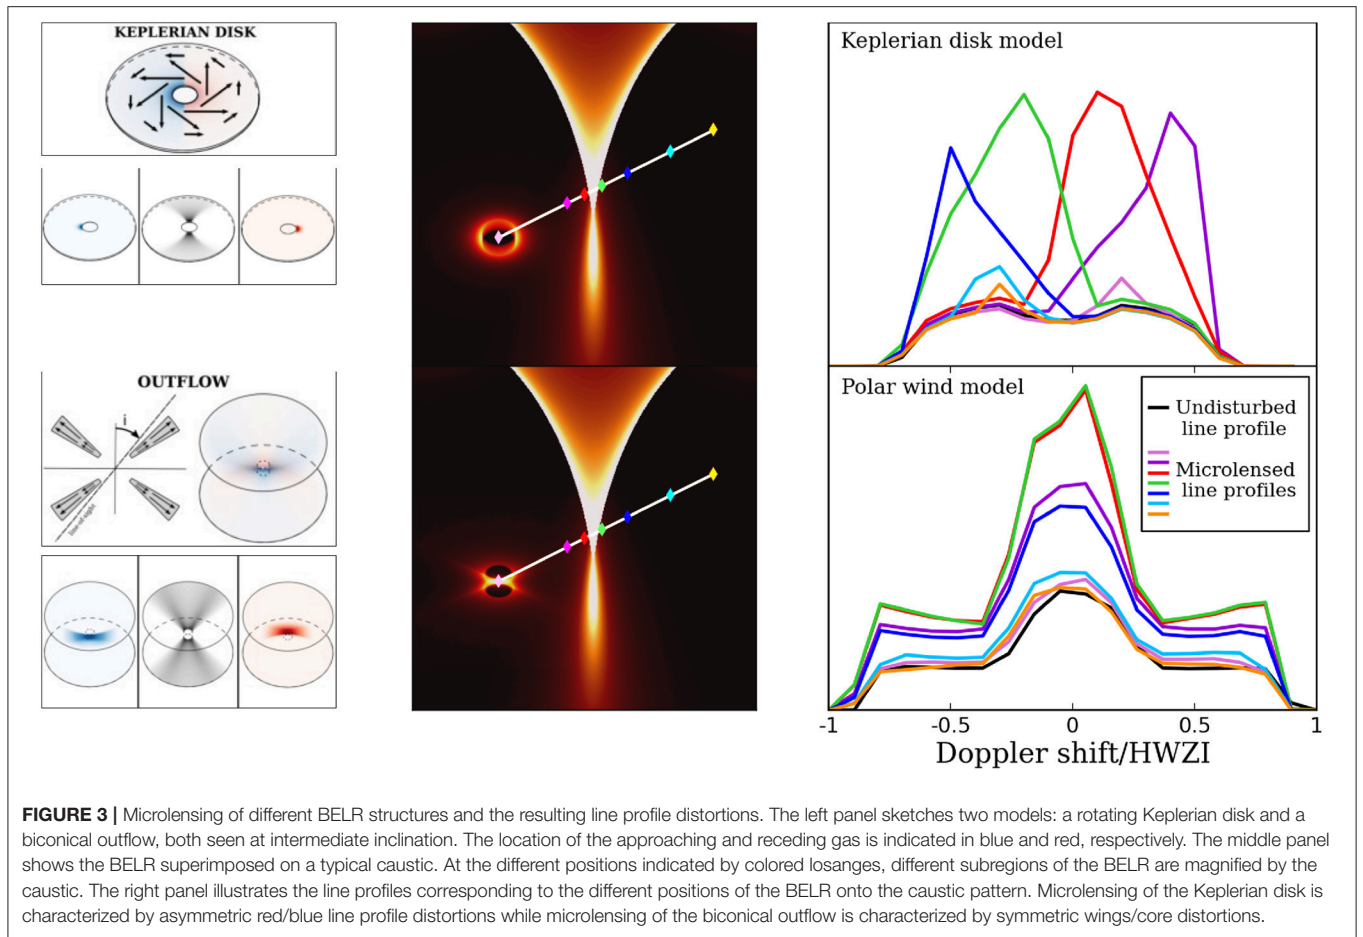 KEPLERIAN DISK
Keplerian disk model
OUTFLOW
i
line-of-sight
Polar wind model
Undisturbed
line profile
Microlensed
line profiles
-1 -0.5 0 0.5 1
Doppler shift/HWZI
FIGURE 3 | Microlensing of different BELR structures and the resulting line profile distortions. The left panel sketches two models: a rotating Keplerian disk and a
biconical outflow, both seen at intermediate inclination. The location of the approaching and receding gas is indicated in blue and red, respectively. The middle panel
shows the BELR superimposed on a typical caustic. At the different positions indicated by colored losanges, different subregions of the BELR are magnified by the
caustic. The right panel illustrates the line profiles corresponding to the different positions of the BELR onto the caustic pattern. Microlensing of the Keplerian disk is
characterized by asymmetric red/blue line profile distortions while microlensing of the biconical outflow is characterized by symmetric wings/core distortions.